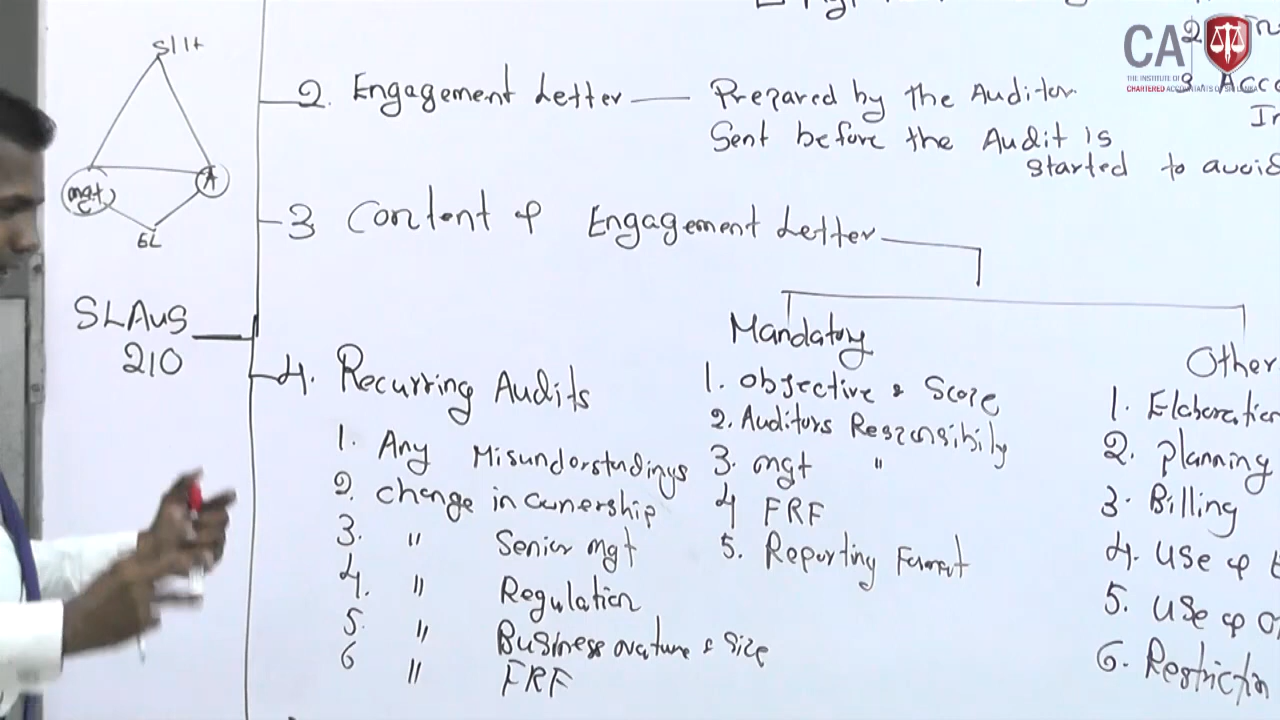 S/H
mgt
A
EL
SLAuS
210
2. Engagement Letter — Prepared by the Auditor
Sent before the Audit is
started to avoid
3 Content of Engagement Letter
Mandatory
1. Objective & Scope
2. Auditors Responsibiliy
3. mgt "
4 FRF
5. Reporting Format
Other
1. Elaboration
2. Planning
3. Billing
4. Use of
5. Use of
6. Restriction
4. Recurring Audits
1. Any Misunderstandings
2. change in ownership
3. " Senior mgt
4. " Regulation
5. " Business nature & size
6 " FRF
CA
THE INSTITUTE OF
CHARTERED ACCOUNTANTS OF SRI LANKA